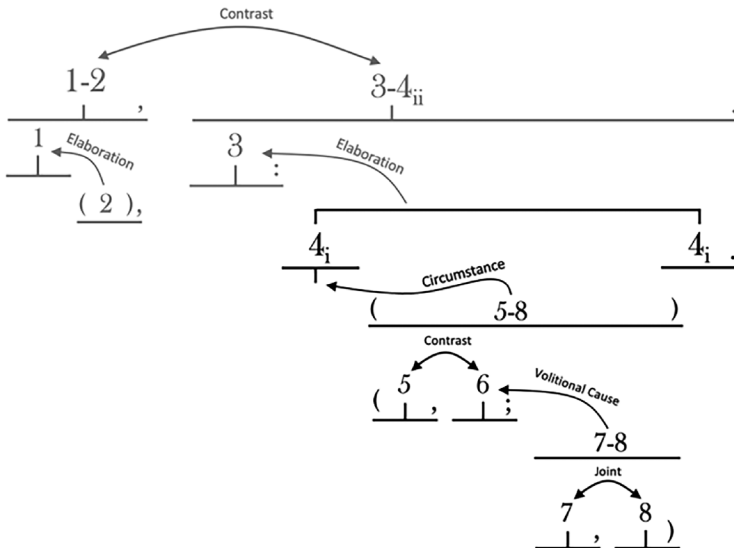 Contrast
1-2 , 3-4ii .
1 Elaboration 3 : Elaboration
( 2 ),
4i 4i .
Circumstance
( 5-8 )
Contrast
( 5 , 6 ; Volitional Cause
7-8
Joint
7 , 8 )